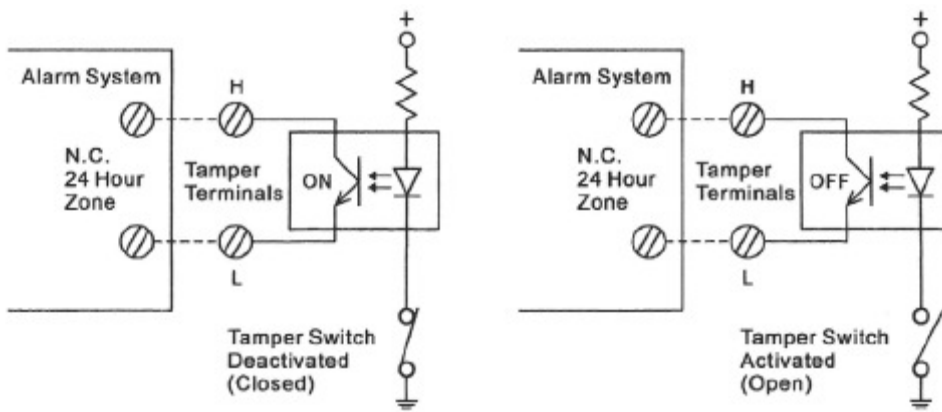 +
Alarm System
H
N.C.
24 Hour
Zone
Tamper
Terminals
ON
L
Tamper Switch
Deactivated
(Closed)
+
Alarm System
H
N.C.
24 Hour
Zone
Tamper
Terminals
OFF
L
Tamper Switch
Activated
(Open)